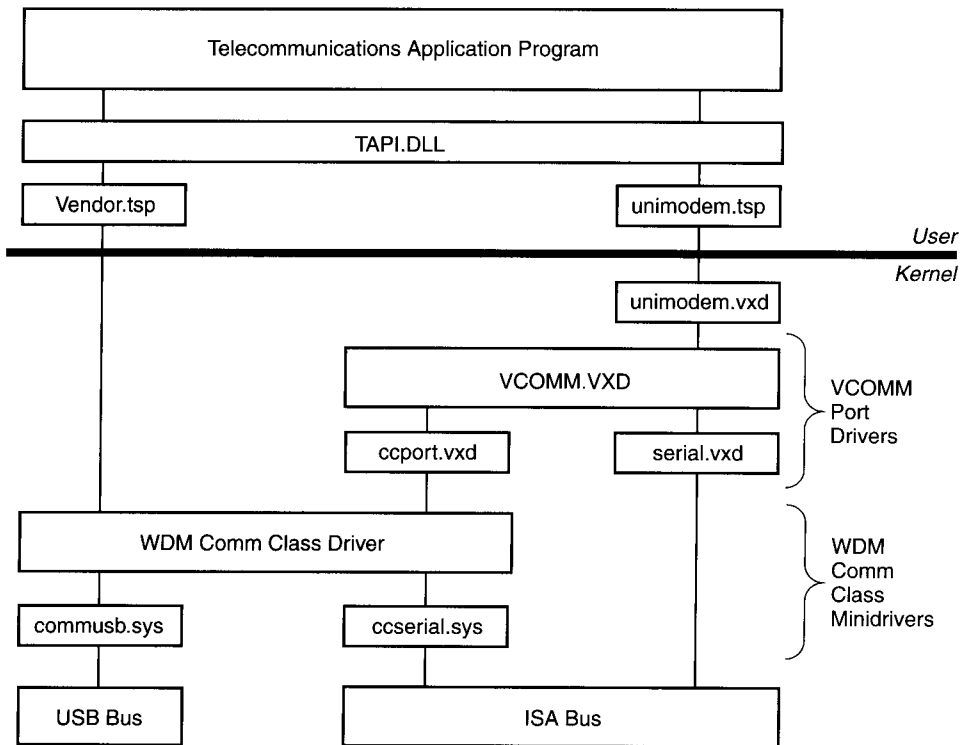 Telecommunications Application Program
TAPI.DLL
Vendor.tsp
unimodem.tsp
User
Kernel
unimodem.vxd
VCOMM.VXD
VCOMM
Port
Drivers
ccport.vxd
serial.vxd
WDM Comm Class Driver
WDM
Comm
Class
Minidrivers
commusb.sys
ccserial.sys
USB Bus
ISA Bus